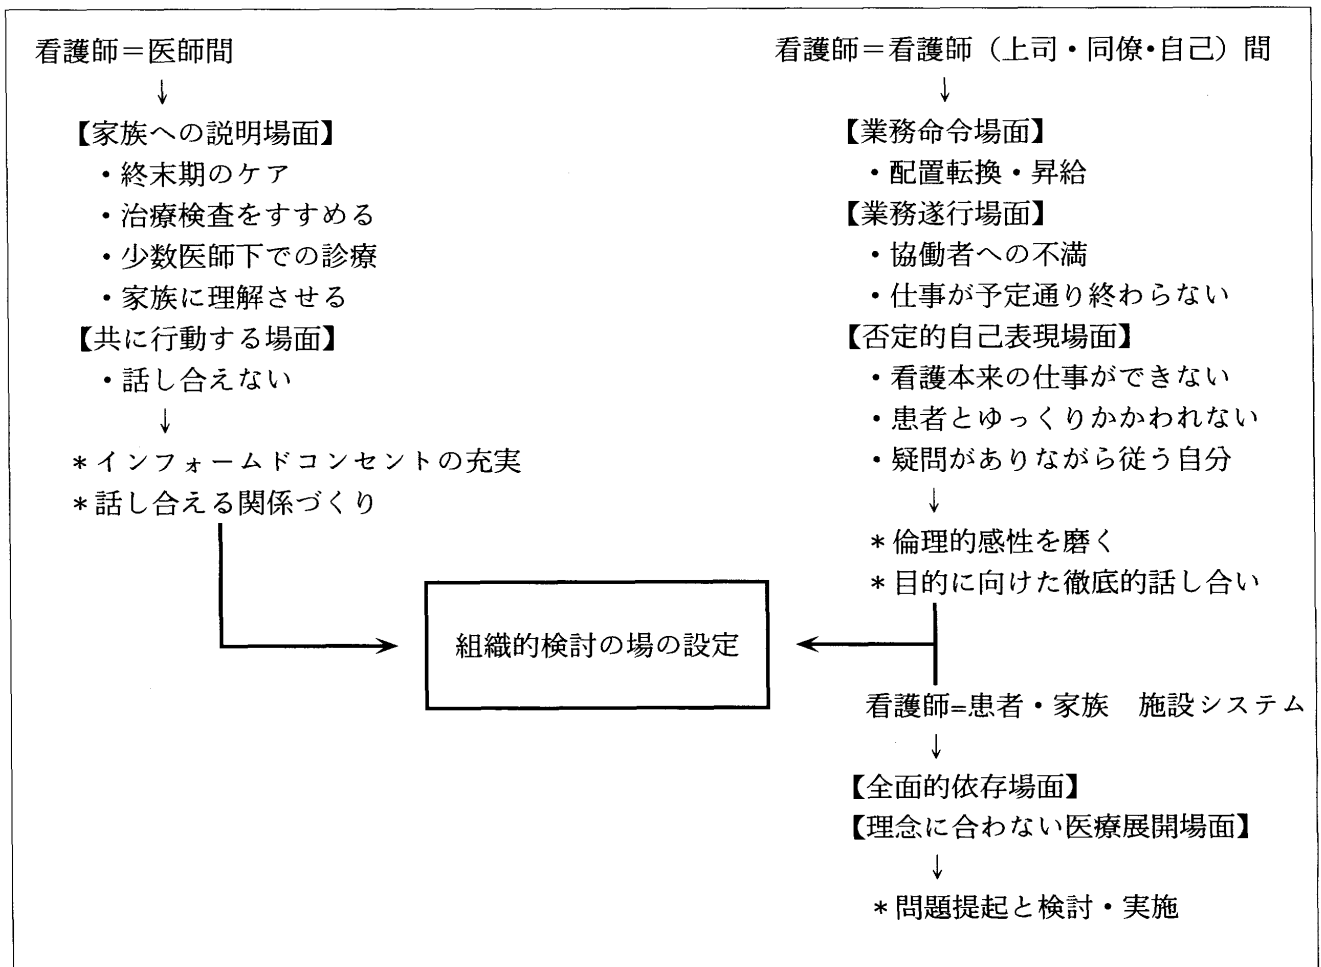 看護師＝医師間
↓
【家族への説明場面】
・終末期のケア
・治療検査をすすめる
・少数医師下での診療
・家族に理解させる
【共に行動する場面】
・話し合えない
↓
＊インフォームドコンセントの充実
＊話し合える関係づくり
看護師＝看護師（上司・同僚・自己）間
↓
【業務命令場面】
・配置転換・昇給
【業務遂行場面】
・協働者への不満
・仕事が予定通り終わらない
【否定的自己表現場面】
・看護本来の仕事ができない
・患者とゆっくりかかわれない
・疑問がありながら従う自分
↓
＊倫理的感性を磨く
＊目的に向けた徹底的話し合い
組織的検討の場の設定
看護師=患者・家族　施設システム
↓
【全面的依存場面】
【理念に合わない医療展開場面】
↓
＊問題提起と検討・実施